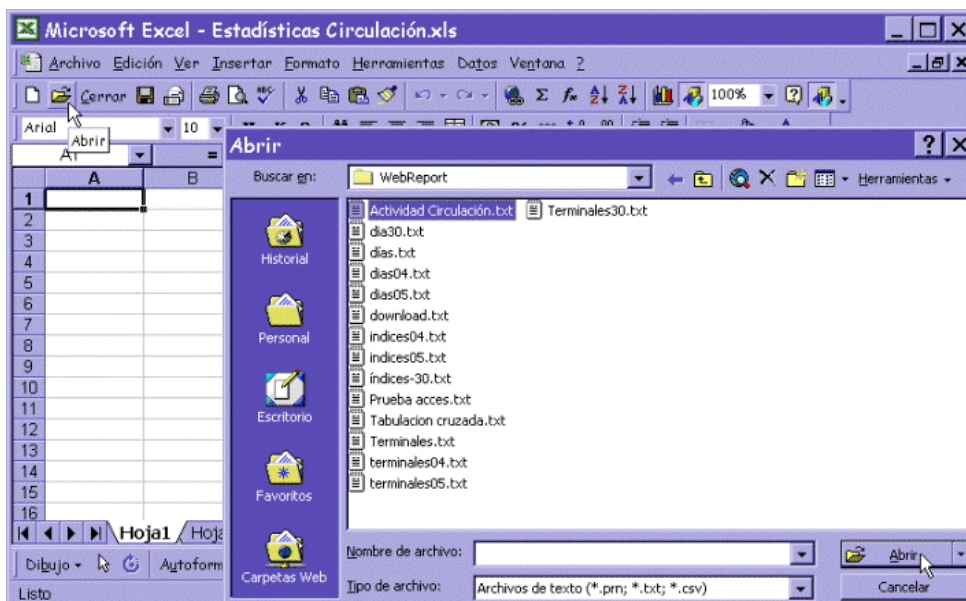 Microsoft Excel - Estadísticas Circulación.xls
Archivo Edición Ver Insertar Formato Herramientas Datos Ventana ?
Cerrar ABC Σ fx A Z Z A 100% ?
Arial 10
Abrir
A1 =
A B
1
2
3
4
5
6
7
8
9
10
11
12
13
14
15
16
Hoja1 Hoja
Dibujo Autoform
Listo
Abrir ?
Buscar en: WebReport Herramientas
Historial
Personal
Escritorio
Favoritos
Carpetas Web
Actividad Circulación.txt Terminales30.txt
dia30.txt
días.txt
dias04.txt
dias05.txt
download.txt
indices04.txt
indices05.txt
índices-30.txt
Prueba acces.txt
Tabulacion cruzada.txt
Terminales.txt
terminales04.txt
terminales05.txt
Nombre de archivo: Abrir
Tipo de archivo: Archivos de texto (*.prn; *.txt; *.csv) Cancelar